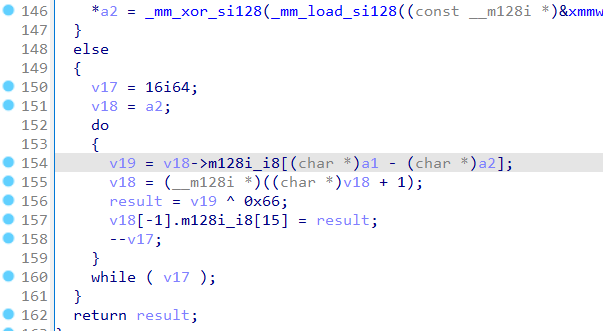 146 *a2 = _mm_xor_si128(_mm_load_si128((const __m128i *)&xmmw
147 }
148 else
149 {
150 v17 = 16i64;
151 v18 = a2;
152 do
153 {
154 v19 = v18->m128i_i8[(char *)a1 - (char *)a2];
155 v18 = (__m128i *)((char *)v18 + 1);
156 result = v19 ^ 0x66;
157 v18[-1].m128i_i8[15] = result;
158 --v17;
159 }
160 while ( v17 );
161 }
162 return result;